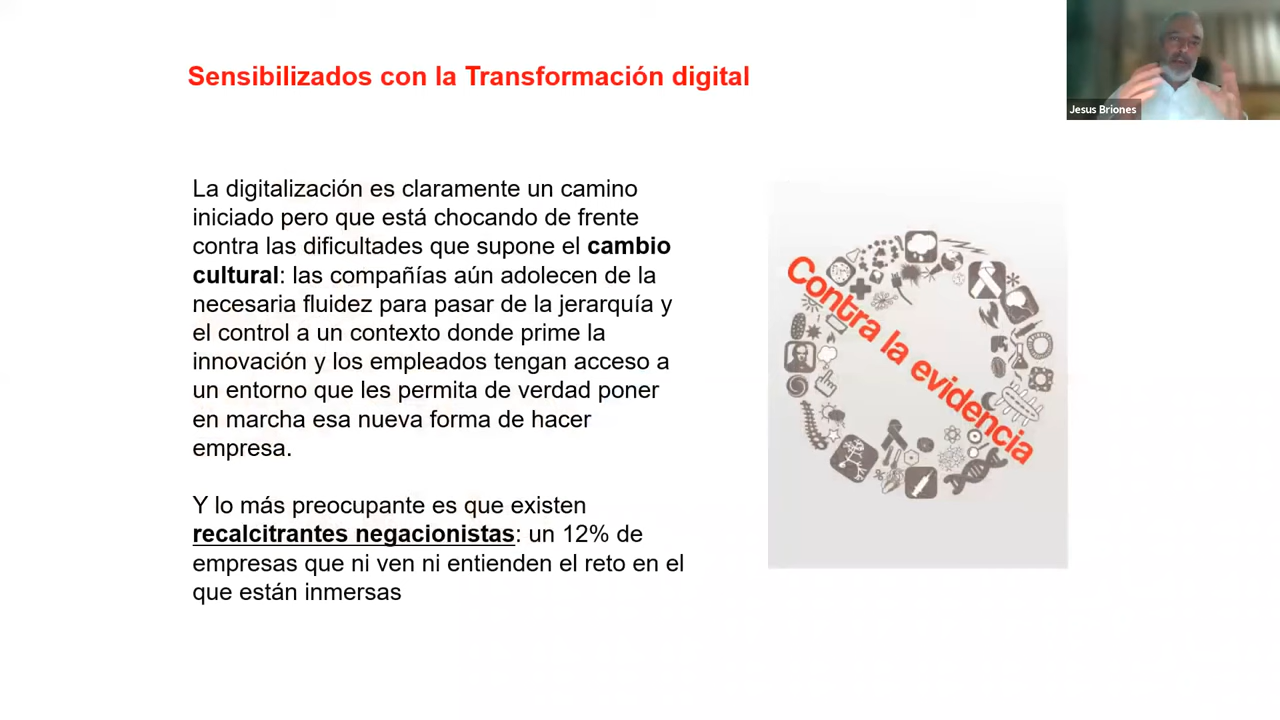 Sensibilizados con la Transformación digital
Jesus Briones
La digitalización es claramente un camino
iniciado pero que está chocando de frente
contra las dificultades que supone el cambio
cultural: las compañías aún adolecen de la
necesaria fluidez para pasar de la jerarquía y
el control a un contexto donde prime la
innovación y los empleados tengan acceso a
un entorno que les permita de verdad poner
en marcha esa nueva forma de hacer
empresa.
Y lo más preocupante es que existen
recalcitrantes negacionistas: un 12% de
empresas que ni ven ni entienden el reto en el
que están inmersas
Contra la evidencia